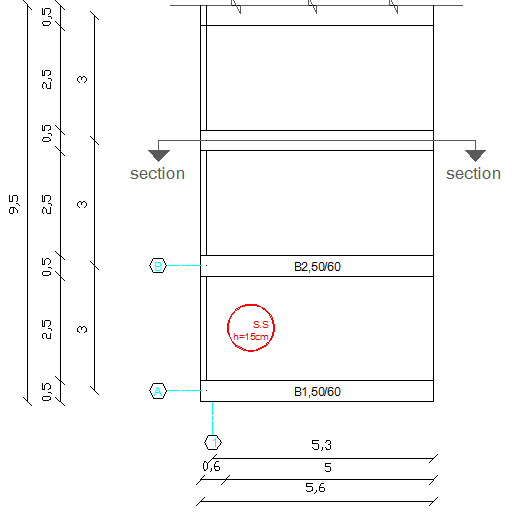 0,5
2,5
3
0,5
section
section
9,5
2,5
3
B
0,5
B2,50/60
2,5
3
S.S
h=15cm
A
0,5
B1,50/60
1
5,3
0,6
5
5,6